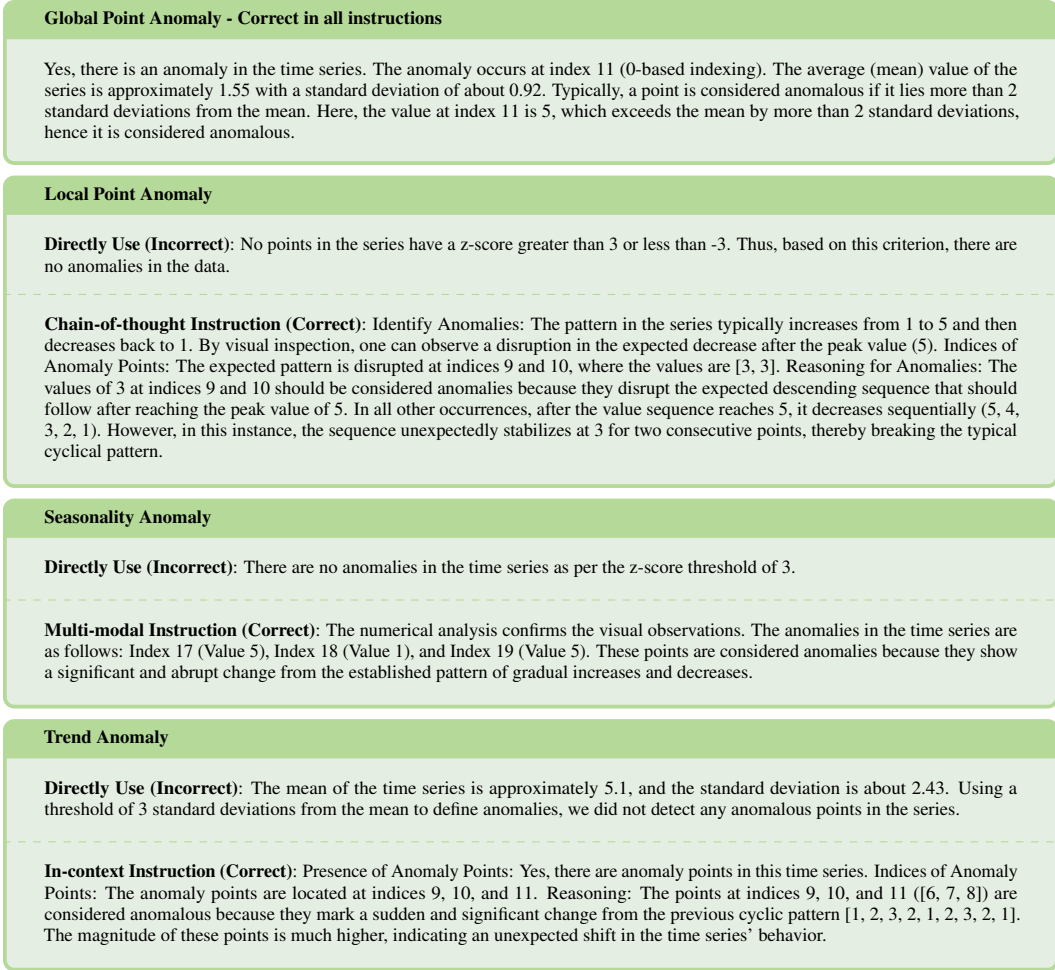 Global Point Anomaly - Correct in all instructions
Yes, there is an anomaly in the time series. The anomaly occurs at index 11 (0-based indexing). The average (mean) value of the
series is approximately 1.55 with a standard deviation of about 0.92. Typically, a point is considered anomalous if it lies more than 2
standard deviations from the mean. Here, the value at index 11 is 5, which exceeds the mean by more than 2 standard deviations,
hence it is considered anomalous.
Local Point Anomaly
Directly Use (Incorrect): No points in the series have a z-score greater than 3 or less than -3. Thus, based on this criterion, there are
no anomalies in the data.
Chain-of-thought Instruction (Correct): Identify Anomalies: The pattern in the series typically increases from 1 to 5 and then
decreases back to 1. By visual inspection, one can observe a disruption in the expected decrease after the peak value (5). Indices of
Anomaly Points: The expected pattern is disrupted at indices 9 and 10, where the values are [3, 3]. Reasoning for Anomalies: The
values of 3 at indices 9 and 10 should be considered anomalies because they disrupt the expected descending sequence that should
follow after reaching the peak value of 5. In all other occurrences, after the value sequence reaches 5, it decreases sequentially (5, 4,
3, 2, 1). However, in this instance, the sequence unexpectedly stabilizes at 3 for two consecutive points, thereby breaking the typical
cyclical pattern.
Seasonality Anomaly
Directly Use (Incorrect): There are no anomalies in the time series as per the z-score threshold of 3.
Multi-modal Instruction (Correct): The numerical analysis confirms the visual observations. The anomalies in the time series are
as follows: Index 17 (Value 5), Index 18 (Value 1), and Index 19 (Value 5). These points are considered anomalies because they show
a significant and abrupt change from the established pattern of gradual increases and decreases.
Trend Anomaly
Directly Use (Incorrect): The mean of the time series is approximately 5.1, and the standard deviation is about 2.43. Using a
threshold of 3 standard deviations from the mean to define anomalies, we did not detect any anomalous points in the series.
In-context Instruction (Correct): Presence of Anomaly Points: Yes, there are anomaly points in this time series. Indices of Anomaly
Points: The anomaly points are located at indices 9, 10, and 11. Reasoning: The points at indices 9, 10, and 11 ([6, 7, 8]) are
considered anomalous because they mark a sudden and significant change from the previous cyclic pattern [1, 2, 3, 2, 1, 2, 3, 2, 1].
The magnitude of these points is much higher, indicating an unexpected shift in the time series' behavior.